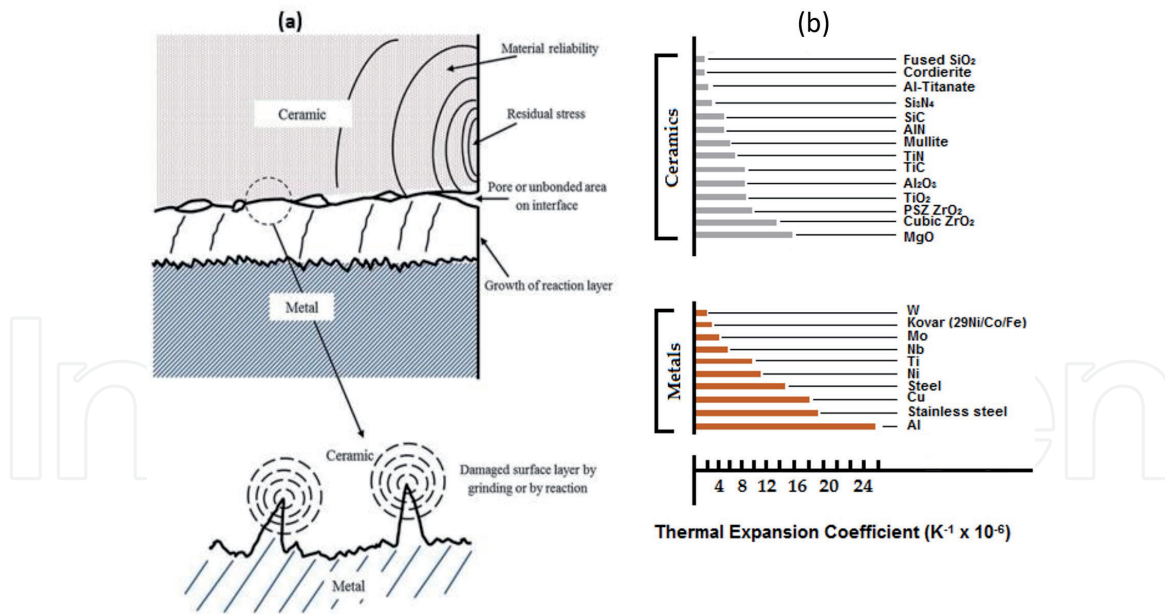 (a)
Material reliability
Ceramic
Residual stress
Pore or unbonded area
on interface
Growth of reaction layer
Metal
Ceramic
Damaged surface layer by
grinding or by reaction
Metal
(b)
Ceramics
Fused SiO₂
Cordierite
Al-Titanate
Si₃N₄
SiC
AlN
Mullite
TiN
TiC
Al₂O₃
TiO₂
PSZ ZrO₂
Cubic ZrO₂
MgO
Metals
W
Kovar (29Ni/Co/Fe)
Mo
Nb
Ti
Ni
Steel
Cu
Stainless steel
Al
4 8 12 16 20 24
Thermal Expansion Coefficient (K⁻¹ x 10⁻⁶)